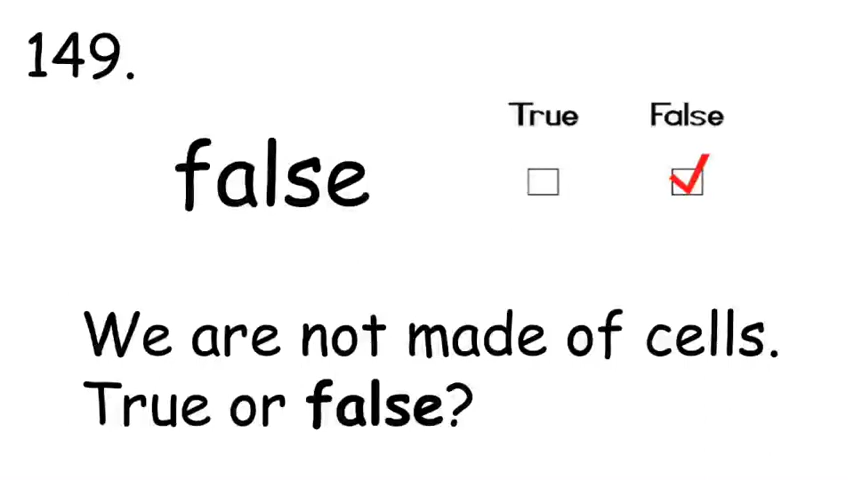 149.
True False
false
We are not made of cells.
True or false?